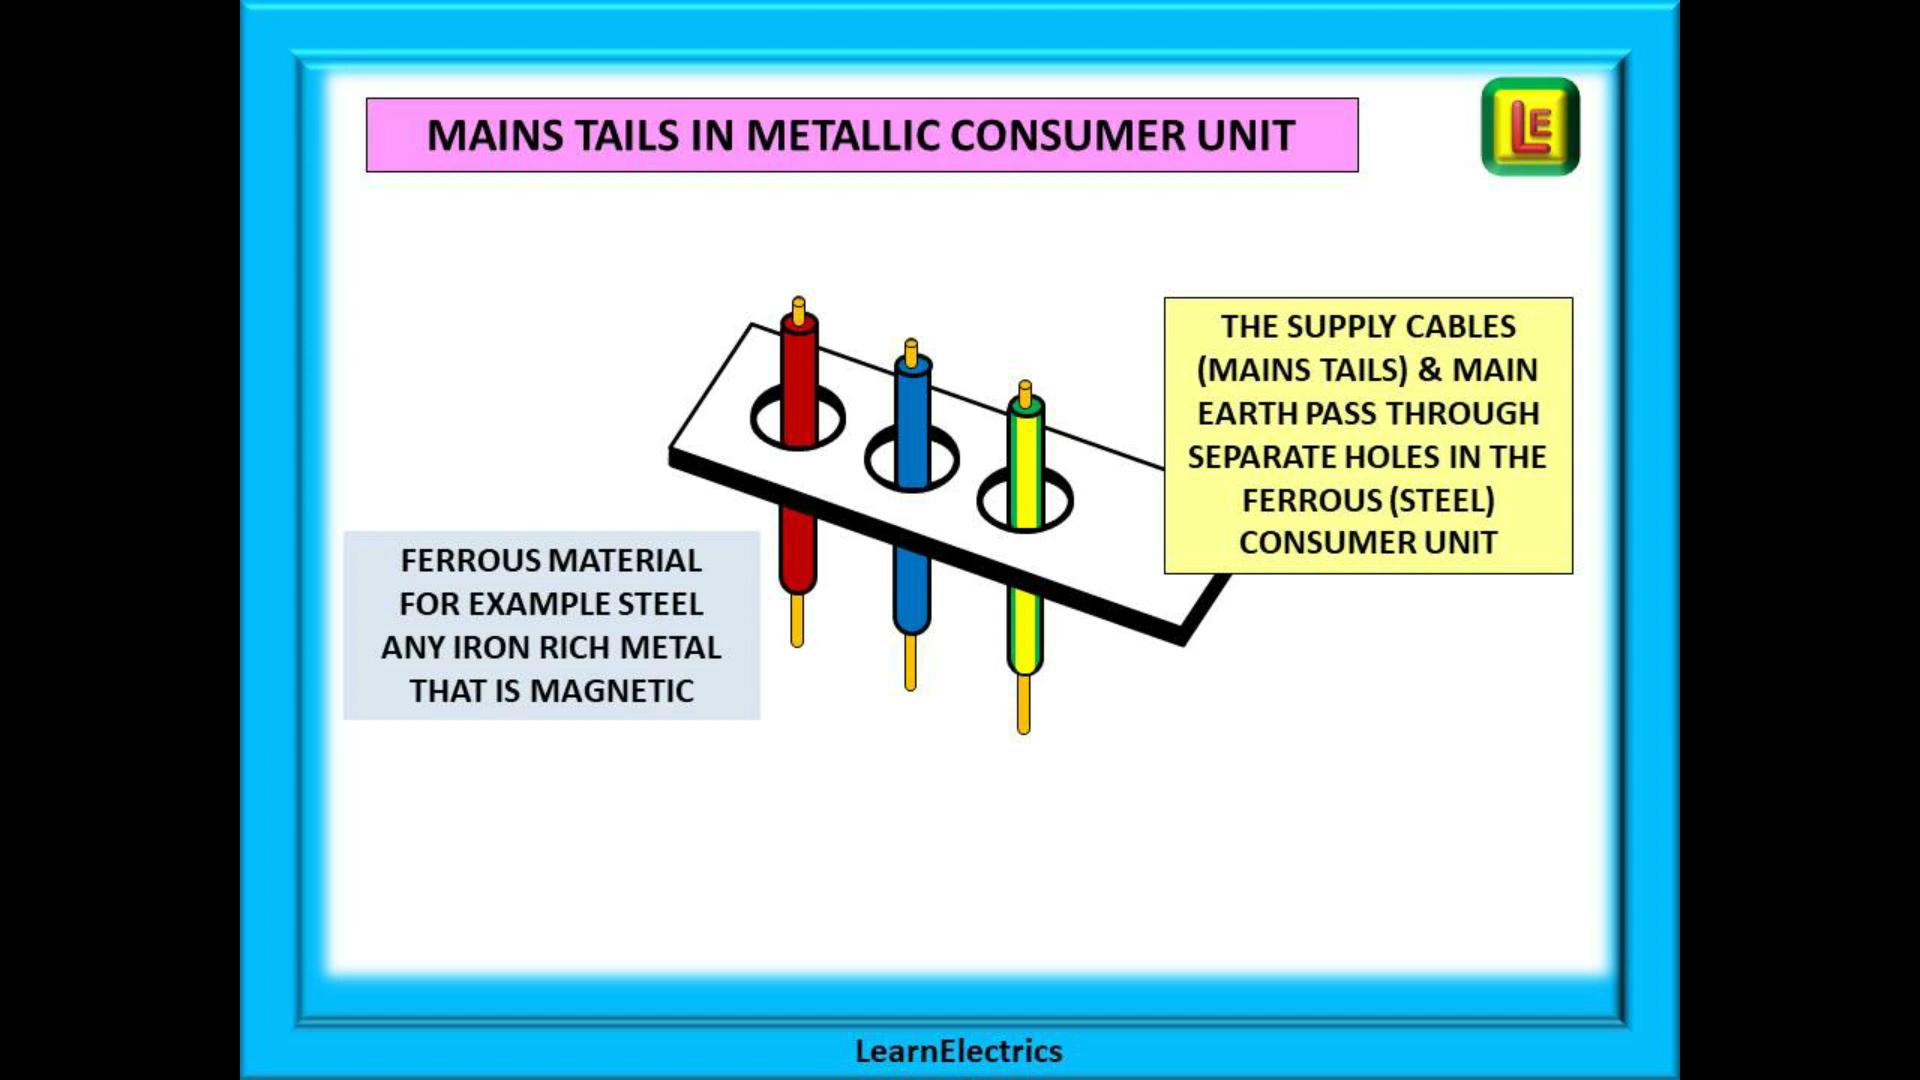 MAINS TAILS IN METALLIC CONSUMER UNIT
LE
THE SUPPLY CABLES
(MAINS TAILS) & MAIN
EARTH PASS THROUGH
SEPARATE HOLES IN THE
FERROUS (STEEL)
CONSUMER UNIT
FERROUS MATERIAL
FOR EXAMPLE STEEL
ANY IRON RICH METAL
THAT IS MAGNETIC
LearnElectrics